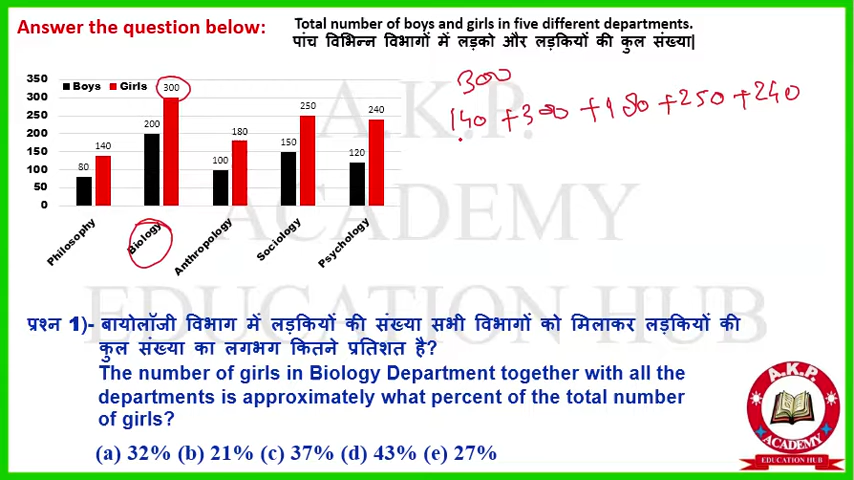 Answer the question below:
Total number of boys and girls in five different departments.
पांच विभिन्न विभागों में लड़को और लड़कियों की कुल संख्या|
350
300
250
200
150
100
50
0
Boys Girls
80 140
200 300
100 180
150 250
120 240
Philosophy
Biology
Anthropology
Sociology
Psychology
300
140 + 300 + 180 + 250 + 240
A.K.P.
ACADEMY
EDUCATION HUB
प्रश्न 1)- बायोलॉजी विभाग में लड़कियों की संख्या सभी विभागों को मिलाकर लड़कियों की
कुल संख्या का लगभग कितने प्रतिशत है?
The number of girls in Biology Department together with all the
departments is approximately what percent of the total number
of girls?
(a) 32% (b) 21% (c) 37% (d) 43% (e) 27%
A.K.P.
ACADEMY
EDUCATION HUB